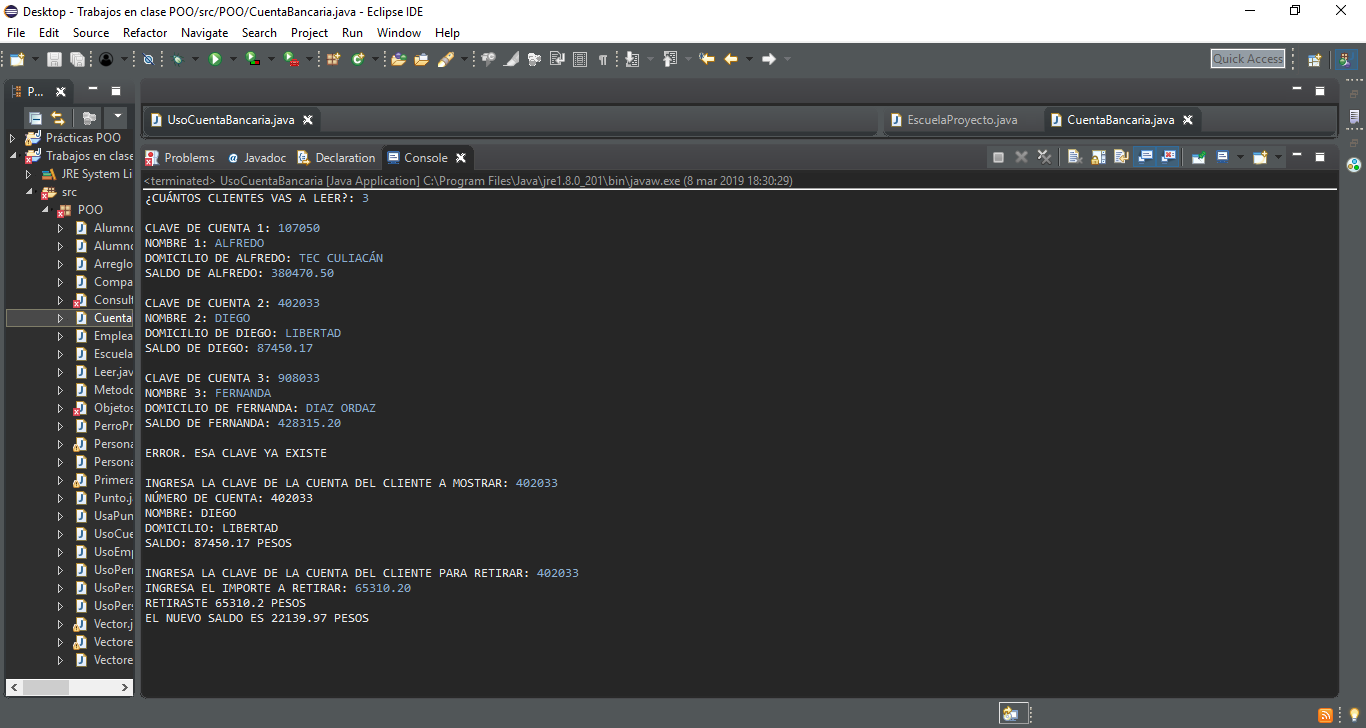 Desktop - Trabajos en clase POO/src/POO/CuentaBancaria.java - Eclipse IDE
File Edit Source Refactor Navigate Search Project Run Window Help
Quick Access
P...
UsoCuentaBancaria.java
EscuelaProyecto.java
CuentaBancaria.java
Prácticas POO
Trabajos en clase
JRE System Li
src
POO
Alumno
Alumno
Arreglo
Compa
Consult
Cuenta
Emplea
Escuela
Leer.jav
Metodo
Objetos
PerroPr
Persona
Persona
Primera
Punto.j
UsaPun
UsoCue
UsoEmp
UsoPerr
UsoPers
UsoPers
Vector.j
Vectore
Vectore
Problems @ Javadoc Declaration Console
<terminated> UsoCuentaBancaria [Java Application] C:\Program Files\Java\jre1.8.0_201\bin\javaw.exe (8 mar 2019 18:30:29)
¿CUÁNTOS CLIENTES VAS A LEER?: 3
CLAVE DE CUENTA 1: 107050
NOMBRE 1: ALFREDO
DOMICILIO DE ALFREDO: TEC CULIACÁN
SALDO DE ALFREDO: 380470.50
CLAVE DE CUENTA 2: 402033
NOMBRE 2: DIEGO
DOMICILIO DE DIEGO: LIBERTAD
SALDO DE DIEGO: 87450.17
CLAVE DE CUENTA 3: 908033
NOMBRE 3: FERNANDA
DOMICILIO DE FERNANDA: DIAZ ORDAZ
SALDO DE FERNANDA: 428315.20
ERROR. ESA CLAVE YA EXISTE
INGRESA LA CLAVE DE LA CUENTA DEL CLIENTE A MOSTRAR: 402033
NÚMERO DE CUENTA: 402033
NOMBRE: DIEGO
DOMICILIO: LIBERTAD
SALDO: 87450.17 PESOS
INGRESA LA CLAVE DE LA CUENTA DEL CLIENTE PARA RETIRAR: 402033
INGRESA EL IMPORTE A RETIRAR: 65310.20
RETIRASTE 65310.2 PESOS
EL NUEVO SALDO ES 22139.97 PESOS